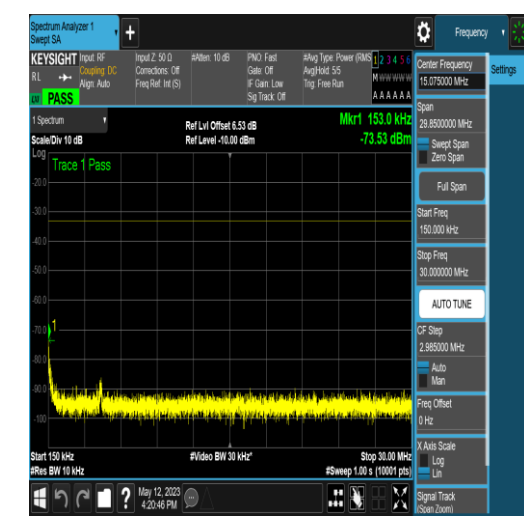 Spectrum Analyzer 1
Swept SA
Frequency
KEYSIGHT
Input: RF
Coupling: DC
Align: Auto
Input Z: 50 Ω
Corrections: Off
Freq Ref: Int (S)
#Atten: 10 dB
PNO: Fast
Gate: Off
IF Gain: Low
Sig Track: Off
#Avg Type: Power (RMS)
Avg|Hold: 5/5
Trig: Free Run
1 2 3 4 5 6
M W W W W W
A A A A A A
R L
PASS
1 Spectrum
Scale/Div 10 dB
Ref Lvl Offset 6.53 dB
Ref Level -10.00 dBm
Mkr1 153.0 kHz
-73.53 dBm
Log
Trace 1 Pass
-20.0
-30.0
-40.0
-50.0
-60.0
-70.0
-80.0
-90.0
-100
1
Start 150 kHz
#Res BW 10 kHz
#Video BW 30 kHz*
Stop 30.00 MHz
#Sweep 1.00 s (10001 pts)
May 12, 2023
4:20:46 PM
Settings
Center Frequency
15.075000 MHz
Span
29.8500000 MHz
Swept Span
Zero Span
Full Span
Start Freq
150.000 kHz
Stop Freq
30.000000 MHz
AUTO TUNE
CF Step
2.985000 MHz
Auto
Man
Freq Offset
0 Hz
X Axis Scale
Log
Lin
Signal Track
(Span Zoom)